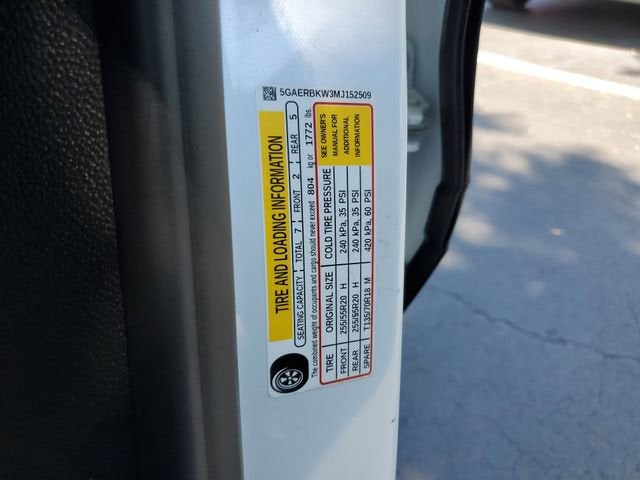 5GAERBKW3MJ152509
TIRE AND LOADING INFORMATION
SEATING CAPACITY TOTAL 7 FRONT 2 REAR 5
The combined weight of occupants and cargo should never exceed 804 kg or 1772 lbs.
TIRE ORIGINAL SIZE COLD TIRE PRESSURE
FRONT 255/55R20 H 240 kPa, 35 PSI
REAR 255/55R20 H 240 kPa, 35 PSI
SPARE T135/70R18 M 420 kPa, 60 PSI
SEE OWNER'S
MANUAL FOR
ADDITIONAL
INFORMATION